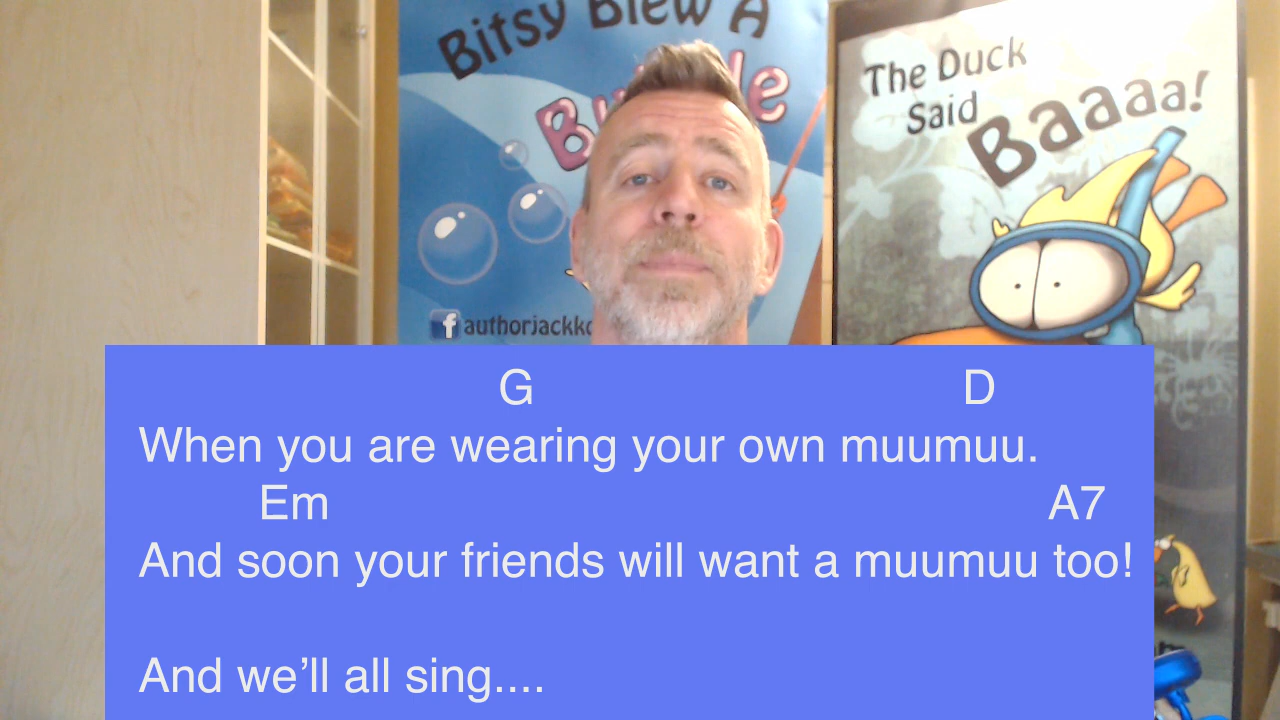 Bitsy Blew A
The Duck
Said
Baaaa!
authorjackk
G D
When you are wearing your own muumuu.
Em A7
And soon your friends will want a muumuu too!
And we’ll all sing....